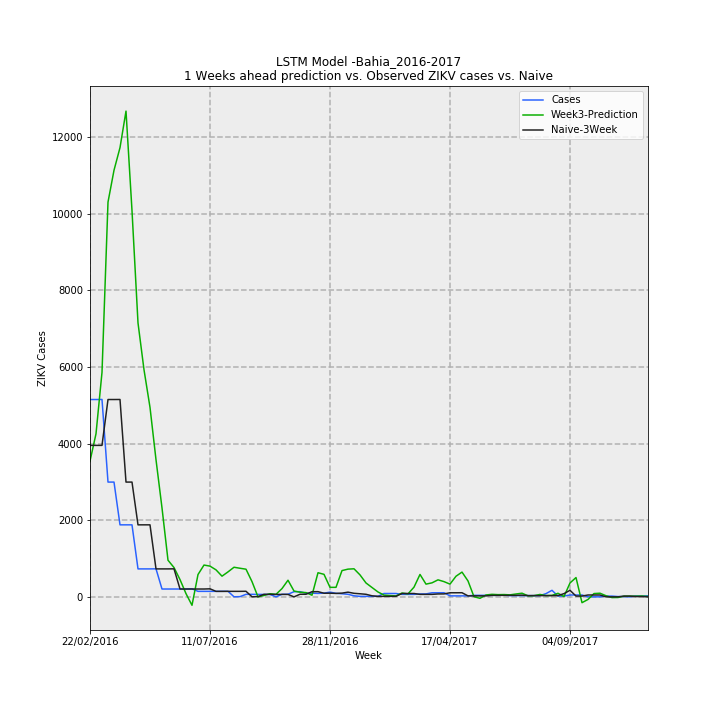 LSTM Model -Bahia_2016-2017
1 Weeks ahead prediction vs. Observed ZIKV cases vs. Naive
Cases
Week3-Prediction
Naive-3Week
ZIKV Cases
12000
10000
8000
6000
4000
2000
0
22/02/2016 11/07/2016 28/11/2016 17/04/2017 04/09/2017
Week